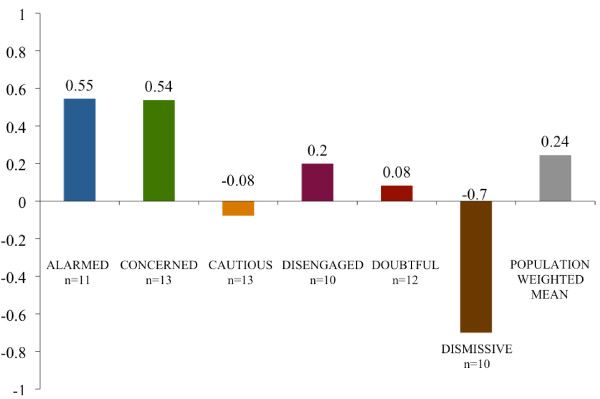 1
0.8
0.6
0.4
0.2
0
-0.2
-0.4
-0.6
-0.8
-1
0.55
0.54
-0.08
0.2
0.08
-0.7
0.24
ALARMED
n=11
CONCERNED
n=13
CAUTIOUS
n=13
DISENGAGED
n=10
DOUBTFUL
n=12
DISMISSIVE
n=10
POPULATION
WEIGHTED
MEAN